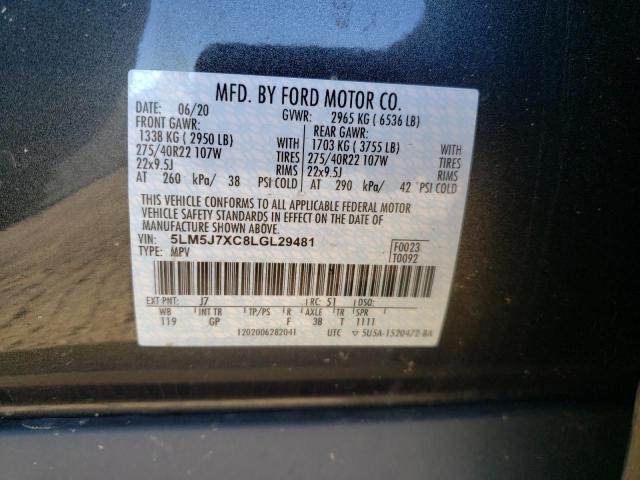 MFD. BY FORD MOTOR CO.
DATE: 06/20 GVWR: 2965 KG ( 6536 LB)
FRONT GAWR: REAR GAWR:
1338 KG ( 2950 LB) 1703 KG ( 3755 LB)
275/40R22 107W TIRES 275/40R22 107W TIRES
22x9.5J RIMS 22x9.5J RIMS
AT 260 kPa/ 38 PSI COLD AT 290 kPa/ 42 PSI COLD
THIS VEHICLE CONFORMS TO ALL APPLICABLE FEDERAL MOTOR
VEHICLE SAFETY STANDARDS IN EFFECT ON THE DATE OF
MANUFACTURE SHOWN ABOVE.
VIN: 5LM5J7XC8LGL29481 F0023
TYPE: MPV T0092
EXT PNT: J7 RC: 51 DSO:
WB INT TR TP/PS R AXLE TR SPR
119 GP F 38 T 1111
1202006282041 UTC ▽ 5U5A-1520472-BA